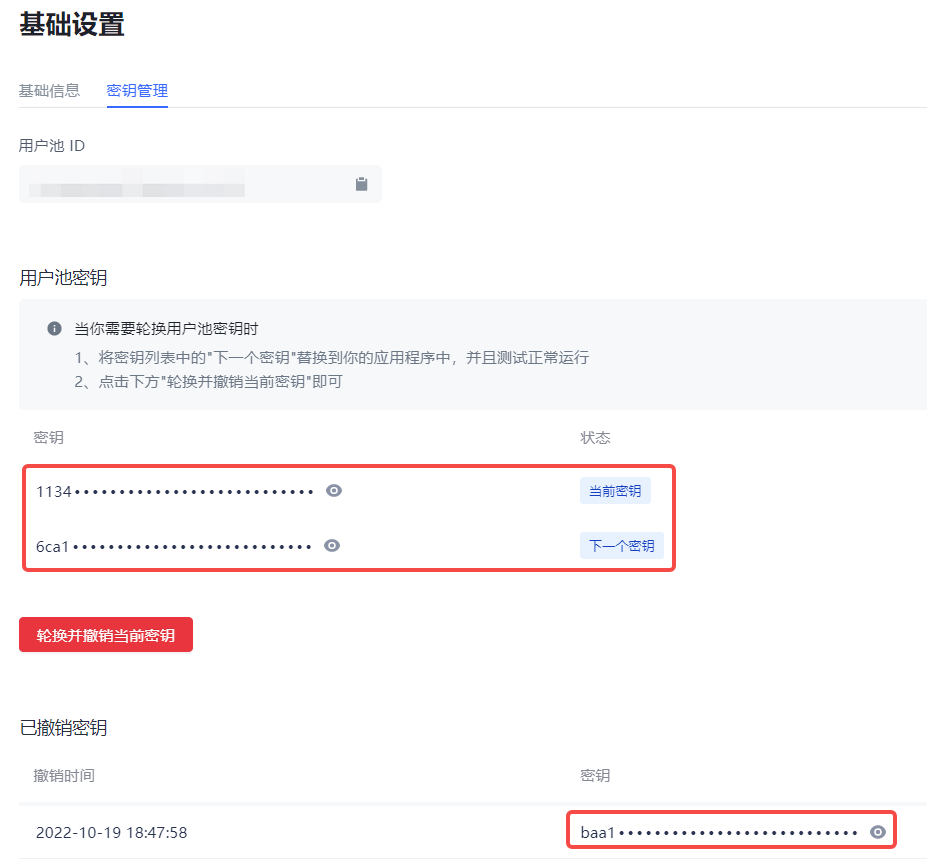 基础设置
基础信息 密钥管理
用户池 ID
用户池密钥
当你需要轮换用户池密钥时
1、将密钥列表中的"下一个密钥"替换到你的应用程序中，并且测试正常运行
2、点击下方"轮换并撤销当前密钥"即可
密钥 状态
1134••••••••••••••••••••••••••• 当前密钥
6ca1••••••••••••••••••••••••••• 下一个密钥
轮换并撤销当前密钥
已撤销密钥
撤销时间 密钥
2022-10-19 18:47:58 baa1•••••••••••••••••••••••••••